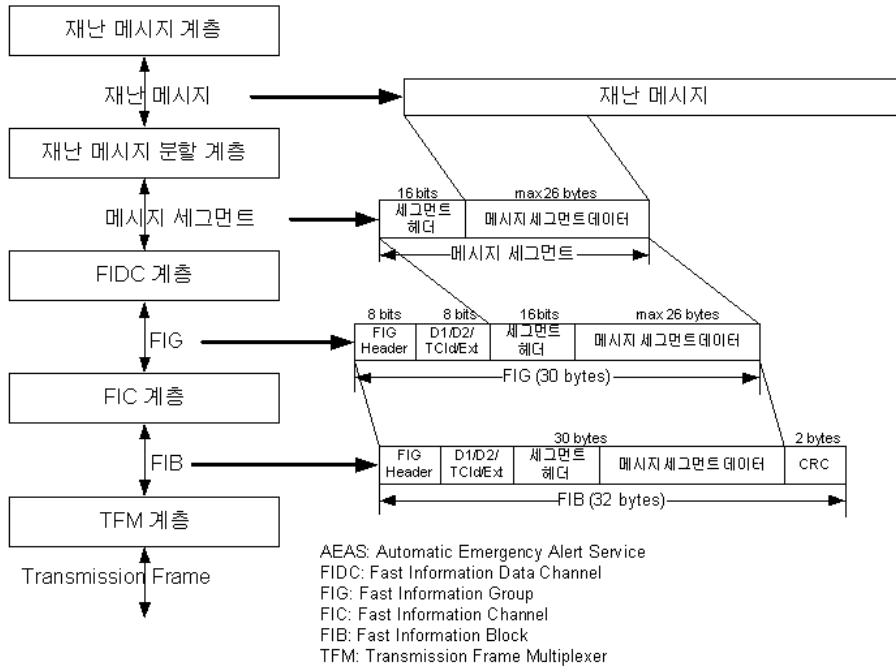 재난 메시지 계층
재난 메시지
재난 메시지
재난 메시지 분할 계층
16 bits
max 26 bytes
세그먼트
헤더
메시지 세그먼트 데이터
메시지 세그먼트
메시지 세그먼트
FIDC 계층
8 bits
8 bits
16bits
max 26 bytes
FIG
Header
D1/D2/
TCId/Ext
세그먼트
헤더
메시지 세그먼트 데이터
FIG
FIG (30 bytes)
FIC 계층
30 bytes
2 bytes
FIG
Header
D1/D2/
TCId/Ext
세그먼트
헤더
메시지 세그먼트 데이터
CRC
FIB
FIB (32 bytes)
TFM 계층
Transmission Frame
AEAS: Automatic Emergency Alert Service
FIDC: Fast Information Data Channel
FIG: Fast Information Group
FIC: Fast Information Channel
FIB: Fast Information Block
TFM: Transmission Frame Multiplexer